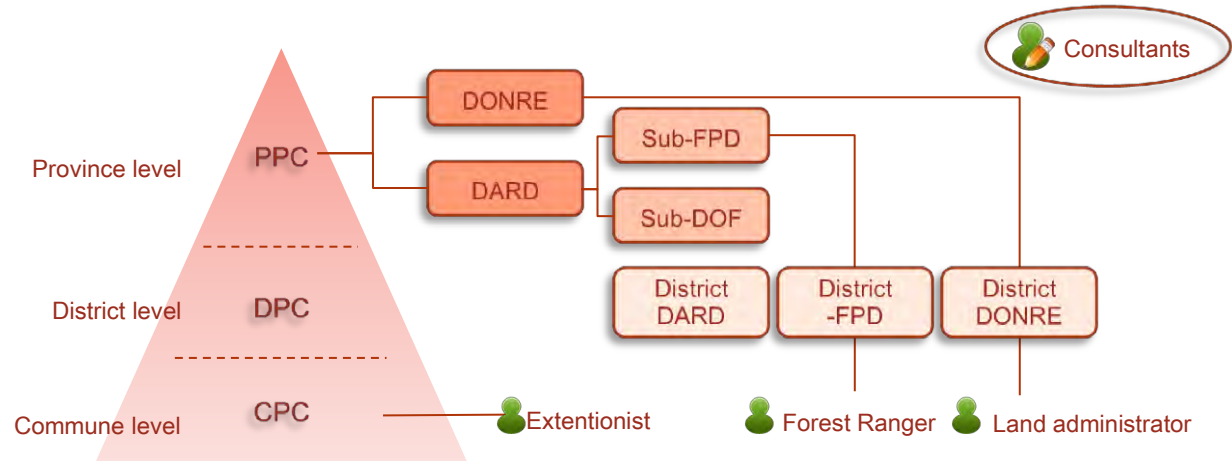 Consultants
DONRE
Sub-FPD
Province level
PPC
DARD
Sub-DOF
District level
DPC
District
DARD
District
-FPD
District
DONRE
Commune level
CPC
Extentionist
Forest Ranger
Land administrator